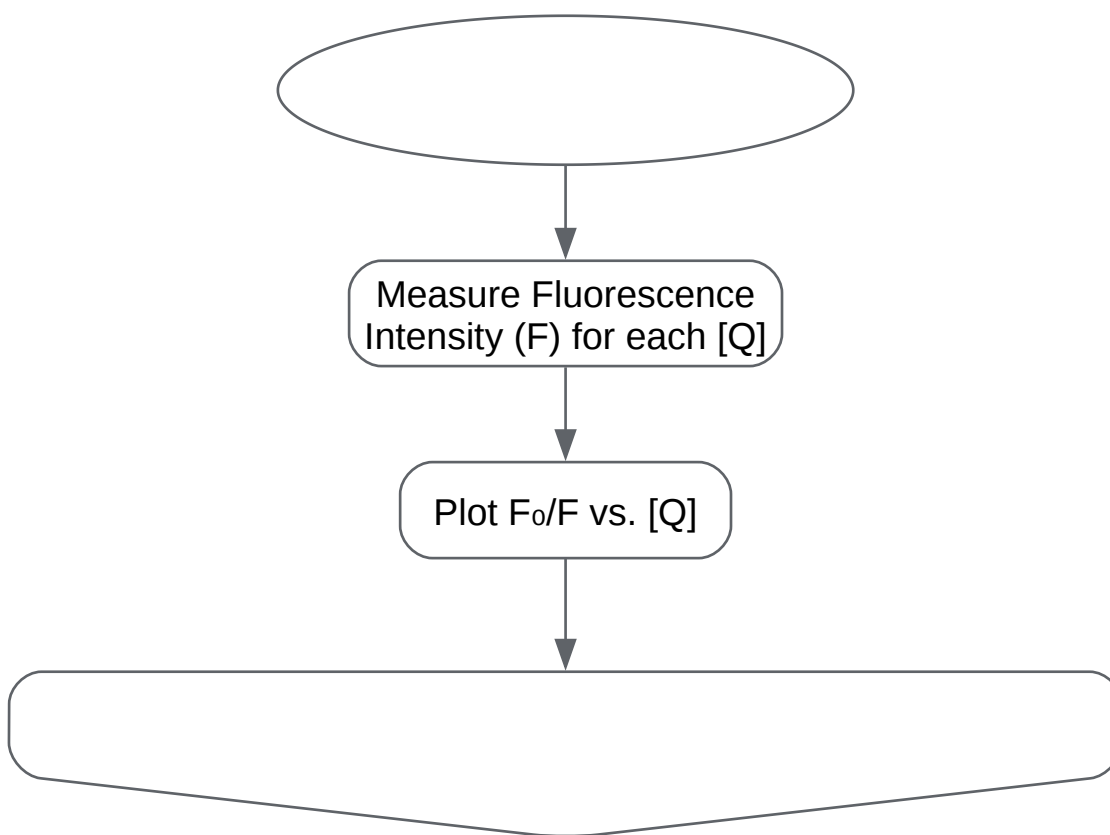 Measure Fluorescence
Intensity (F) for each [Q]
Plot F₀/F vs. [Q]